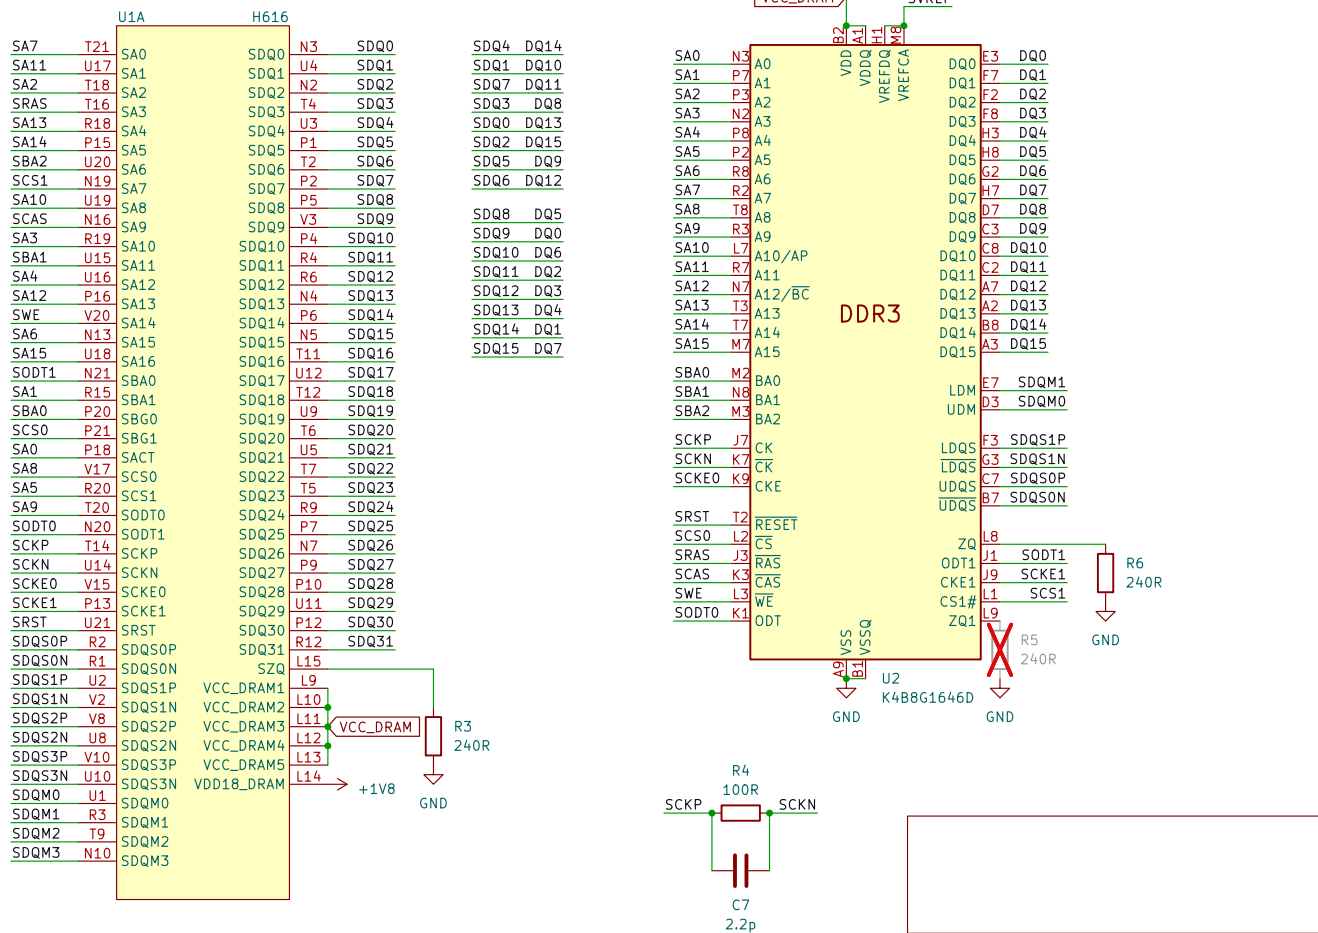 U1A H616
SA7 T21 SA0 SDQ0 N3 SDQ0
SA11 U17 SA1 SDQ1 U4 SDQ1
SA2 T18 SA2 SDQ2 N2 SDQ2
SRAS T16 SA3 SDQ3 T4 SDQ3
SA13 R18 SA4 SDQ4 U3 SDQ4
SA14 P15 SA5 SDQ5 P1 SDQ5
SBA2 U20 SA6 SDQ6 T2 SDQ6
SCS1 N19 SA7 SDQ7 P2 SDQ7
SA10 U19 SA8 SDQ8 P5 SDQ8
SCAS N16 SA9 SDQ9 V3 SDQ9
SA3 R19 SA10 SDQ10 P4 SDQ10
SBA1 U15 SA11 SDQ11 R4 SDQ11
SA4 U16 SA12 SDQ12 R6 SDQ12
SA12 P16 SA13 SDQ13 N4 SDQ13
SWE V20 SA14 SDQ14 P6 SDQ14
SA6 N13 SA15 SDQ15 N5 SDQ15
SA15 U18 SA16 SDQ16 T11 SDQ16
SODT1 N21 SBA0 SDQ17 U12 SDQ17
SA1 R15 SBA1 SDQ18 T12 SDQ18
SBA0 P20 SBG0 SDQ19 U9 SDQ19
SCS0 P21 SBG1 SDQ20 T6 SDQ20
SA0 P18 SACT SDQ21 U5 SDQ21
SA8 V17 SCS0 SDQ22 T7 SDQ22
SA5 R20 SCS1 SDQ23 T5 SDQ23
SA9 T20 SODT0 SDQ24 R9 SDQ24
SODT0 N20 SODT1 SDQ25 P7 SDQ25
SCKP T14 SCKP SDQ26 N7 SDQ26
SCKN U14 SCKN SDQ27 P9 SDQ27
SCKE0 V15 SCKE0 SDQ28 P10 SDQ28
SCKE1 P13 SCKE1 SDQ29 U11 SDQ29
SRST U21 SRST SDQ30 P12 SDQ30
SDQS0P R2 SDQS0P SDQ31 R12 SDQ31
SDQS0N R1 SDQS0N SZQ L15
SDQS1P U2 SDQS1P VCC_DRAM1 L9
SDQS1N V2 SDQS1N VCC_DRAM2 L10
SDQS2P V8 SDQS2P VCC_DRAM3 L11 VCC_DRAM
SDQS2N U8 SDQS2N VCC_DRAM4 L12
SDQS3P V10 SDQS3P VCC_DRAM5 L13
SDQS3N U10 SDQS3N VDD18_DRAM L14 +1V8
SDQM0 U1 SDQM0
SDQM1 R3 SDQM1
SDQM2 T9 SDQM2
SDQM3 N10 SDQM3
R3
240R
GND
SDQ4 DQ14
SDQ1 DQ10
SDQ7 DQ11
SDQ3 DQ8
SDQ0 DQ13
SDQ2 DQ15
SDQ5 DQ9
SDQ6 DQ12
SDQ8 DQ5
SDQ9 DQ0
SDQ10 DQ6
SDQ11 DQ2
SDQ12 DQ3
SDQ13 DQ4
SDQ14 DQ1
SDQ15 DQ7
VCC_DRAM SVREF
B2 A1 H1 M8
VDD VDDQ VREFDQ VREFCA
SA0 N3 A0 DQ0 E3 DQ0
SA1 P7 A1 DQ1 F7 DQ1
SA2 P3 A2 DQ2 F2 DQ2
SA3 N2 A3 DQ3 F8 DQ3
SA4 P8 A4 DQ4 H3 DQ4
SA5 P2 A5 DQ5 H8 DQ5
SA6 R8 A6 DQ6 G2 DQ6
SA7 R2 A7 DQ7 H7 DQ7
SA8 T8 A8 DQ8 D7 DQ8
SA9 R3 A9 DQ9 C3 DQ9
SA10 L7 A10/AP DQ10 C8 DQ10
SA11 R7 A11 DQ11 C2 DQ11
SA12 N7 A12/BC DQ12 A7 DQ12
SA13 T3 A13 DQ13 A2 DQ13
SA14 T7 A14 DQ14 B8 DQ14
SA15 M7 A15 DQ15 A3 DQ15
DDR3
SBA0 M2 BA0 LDM E7 SDQM1
SBA1 N8 BA1 UDM D3 SDQM0
SBA2 M3 BA2
SCKP J7 CK LDQS F3 SDQS1P
SCKN K7 CK LDQS G3 SDQS1N
SCKE0 K9 CKE UDQS C7 SDQS0P
UDQS B7 SDQS0N
SRST T2 RESET
SCS0 L2 CS ZQ L8
SRAS J3 RAS ODT1 J1 SODT1
SCAS K3 CAS CKE1 J9 SCKE1
SWE L3 WE CS1# L1 SCS1
SODT0 K1 ODT ZQ1 L9
VSS VSSQ
A9 B1
GND
U2
K4B8G1646D
R6
240R
GND
R5
240R
GND
R4
100R
SCKP SCKN
C7
2.2p